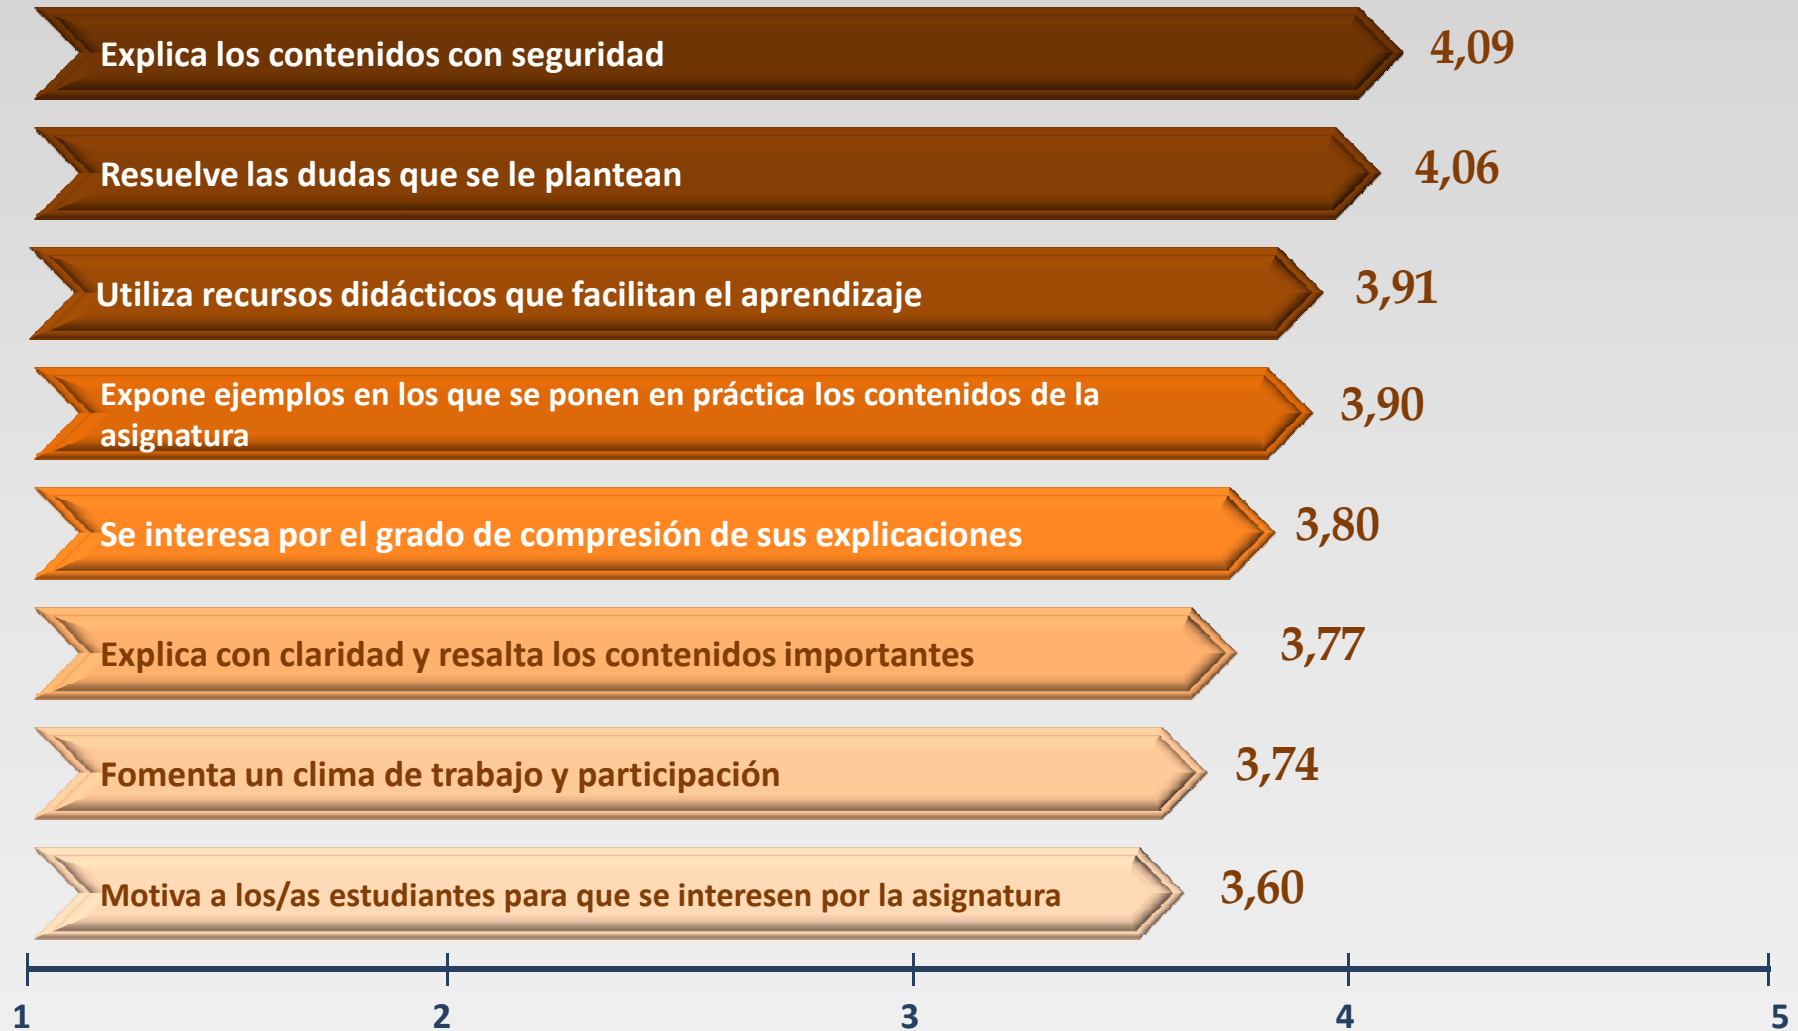 Explica los contenidos con seguridad
4,09
Resuelve las dudas que se le plantean
4,06
Utiliza recursos didácticos que facilitan el aprendizaje
3,91
Expone ejemplos en los que se ponen en práctica los contenidos de la
asignatura
3,90
Se interesa por el grado de compresión de sus explicaciones
3,80
Explica con claridad y resalta los contenidos importantes
3,77
Fomenta un clima de trabajo y participación
3,74
Motiva a los/as estudiantes para que se interesen por la asignatura
3,60
1 2 3 4 5